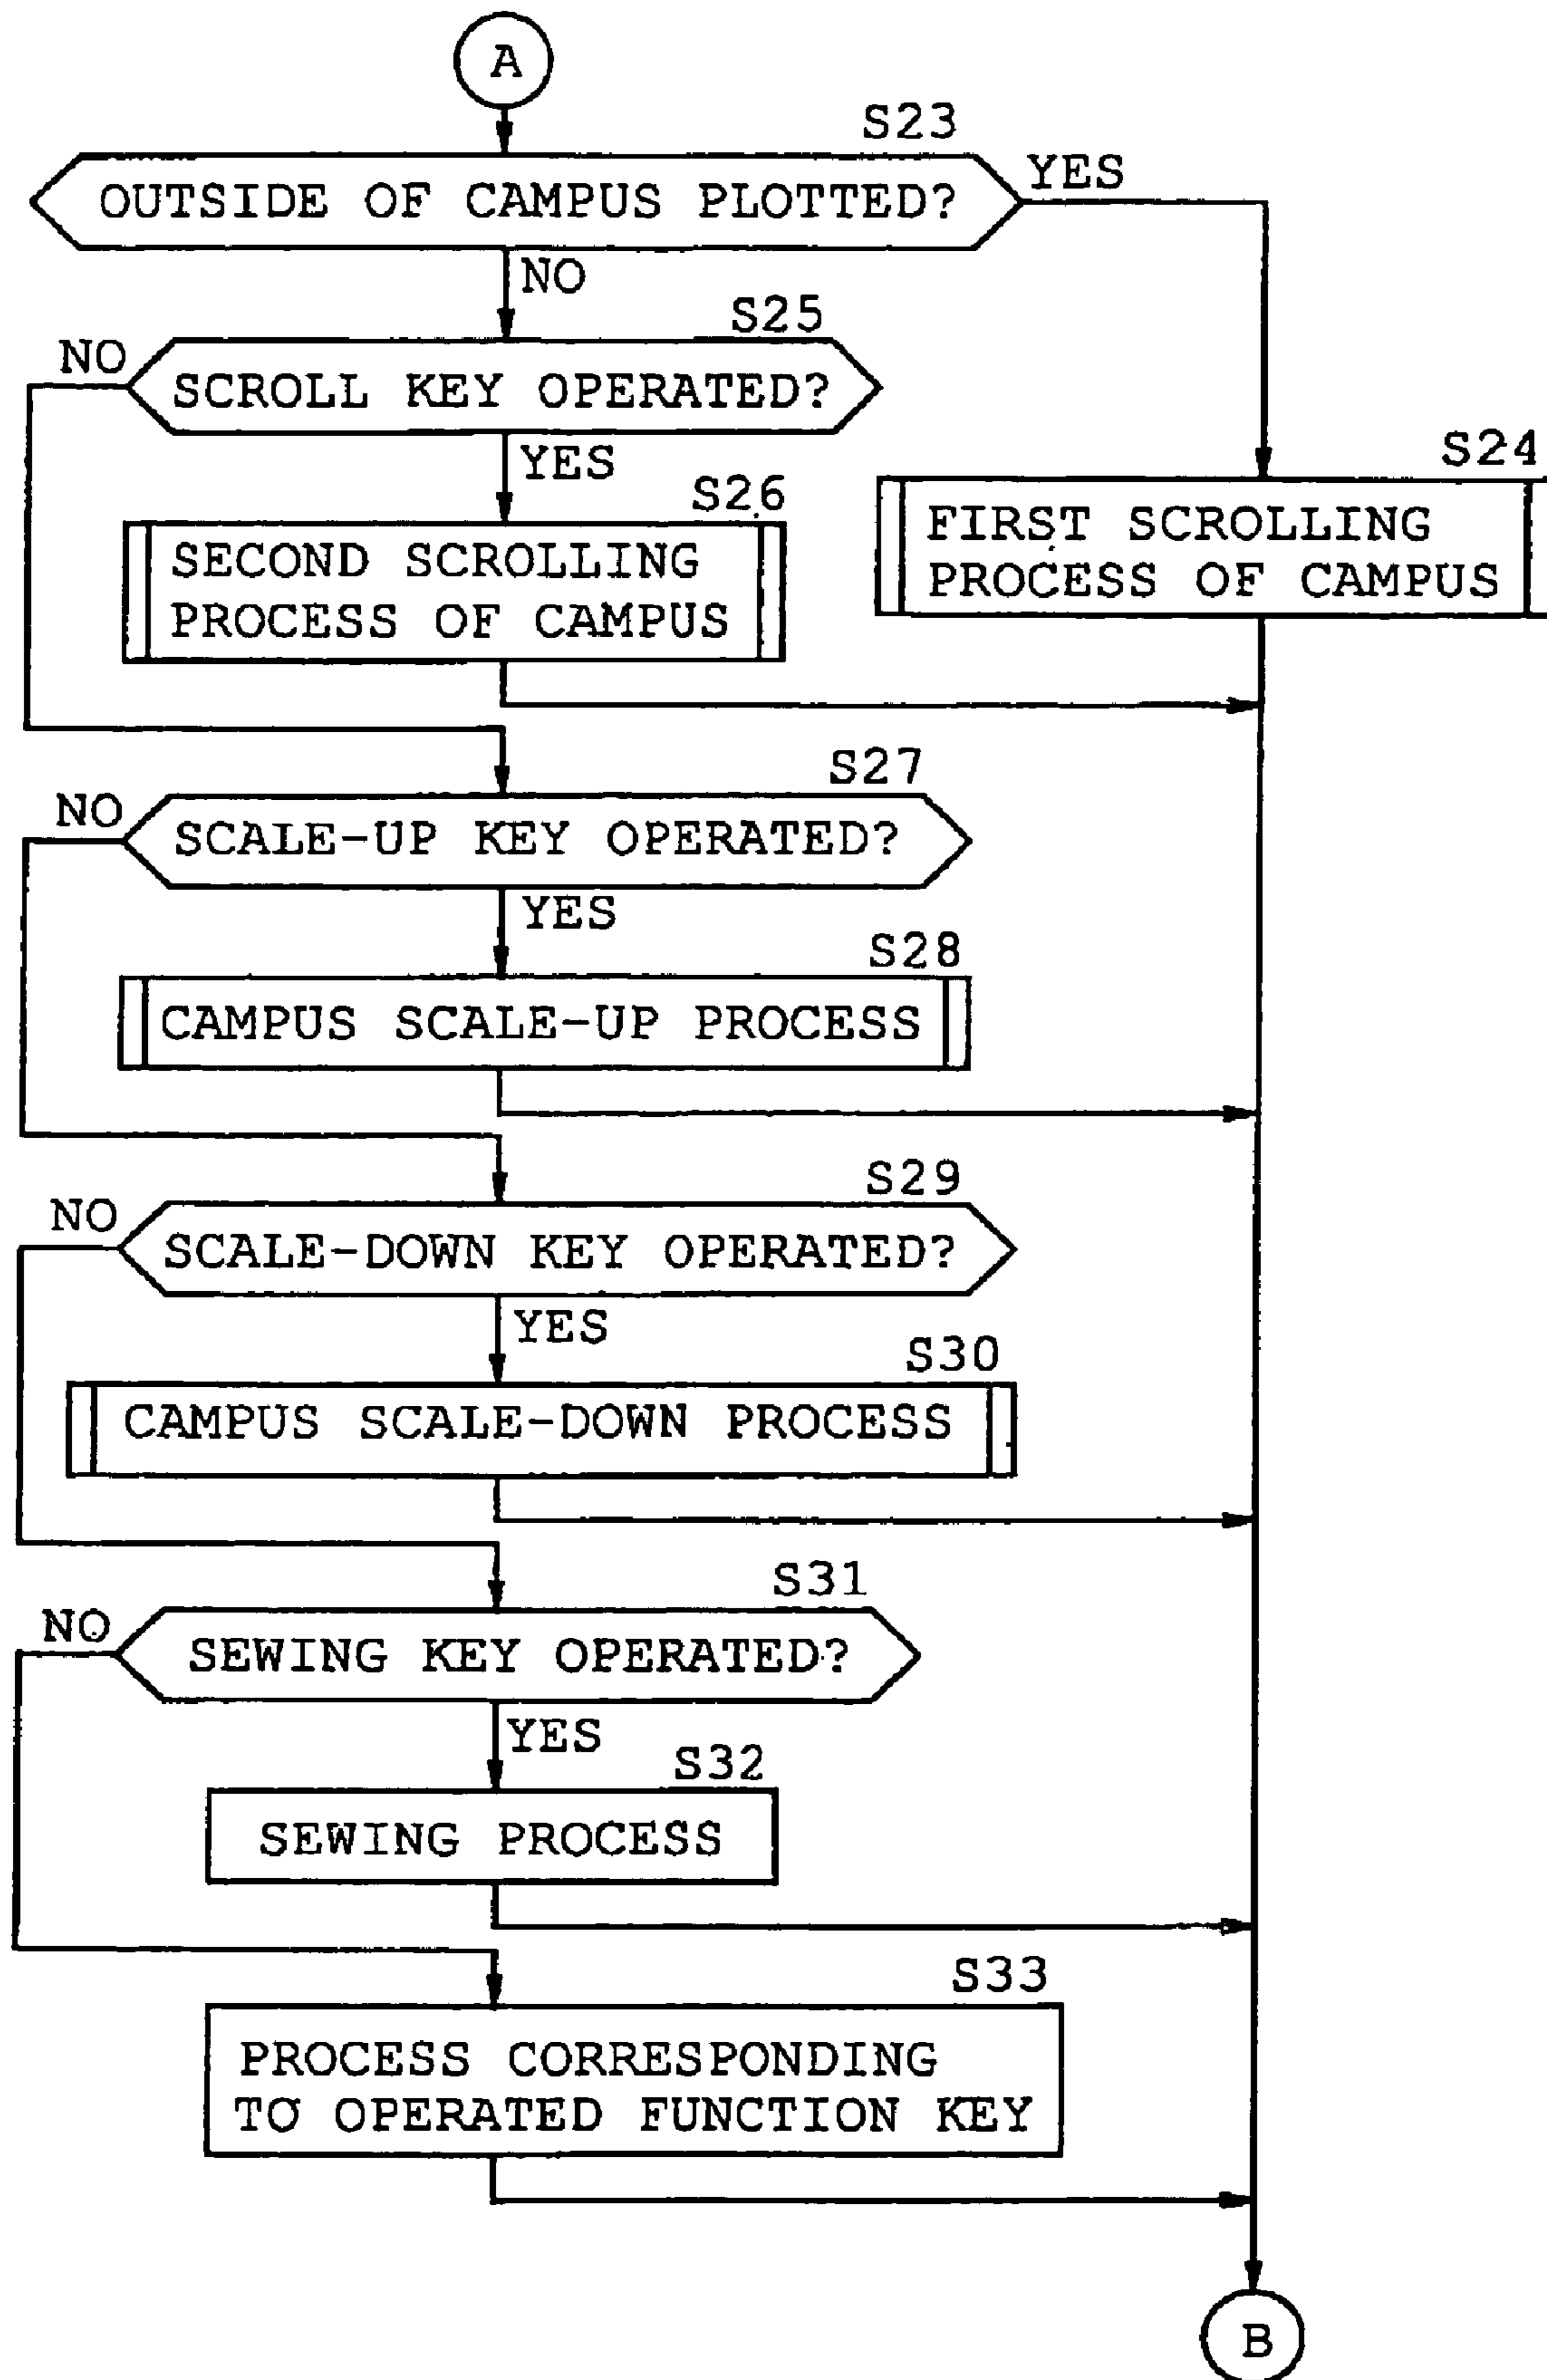 A
S23
OUTSIDE OF CAMPUS PLOTTED?
YES
NO
S25
NO
SCROLL KEY OPERATED?
YES
S24
FIRST SCROLLING
PROCESS OF CAMPUS
S26
SECOND SCROLLING
PROCESS OF CAMPUS
S27
NO
SCALE-UP KEY OPERATED?
YES
S28
CAMPUS SCALE-UP PROCESS
S29
NO
SCALE-DOWN KEY OPERATED?
YES
S30
CAMPUS SCALE-DOWN PROCESS
S31
NO
SEWING KEY OPERATED?
YES
S32
SEWING PROCESS
S33
PROCESS CORRESPONDING
TO OPERATED FUNCTION KEY
B